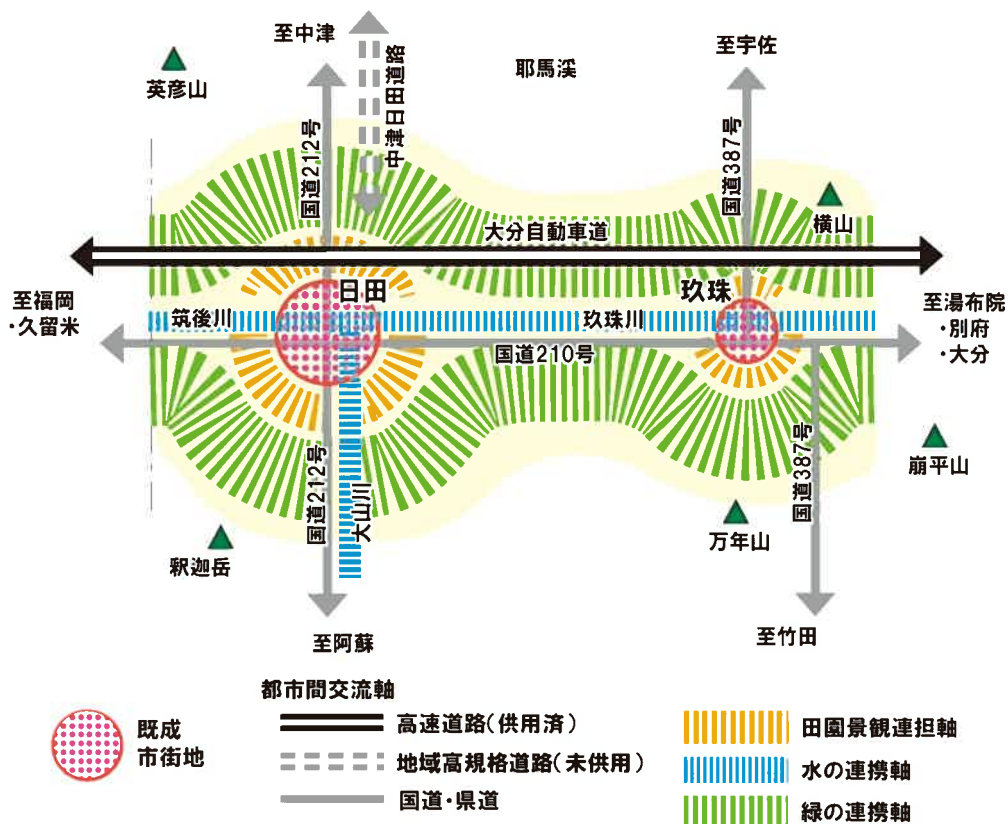 至中津
中津日田道路
耶馬溪
至宇佐
英彦山
国道212号
国道387号
横山
大分自動車道
日田
玖珠
至福岡
・久留米
筑後川
玖珠川
至湯布院
・別府
・大分
国道210号
国道212号
大山川
国道387号
崩平山
万年山
釈迦岳
至阿蘇
至竹田
都市間交流軸
既成
市街地
高速道路(供用済)
地域高規格道路(未供用)
国道・県道
田園景観連担軸
水の連携軸
緑の連携軸